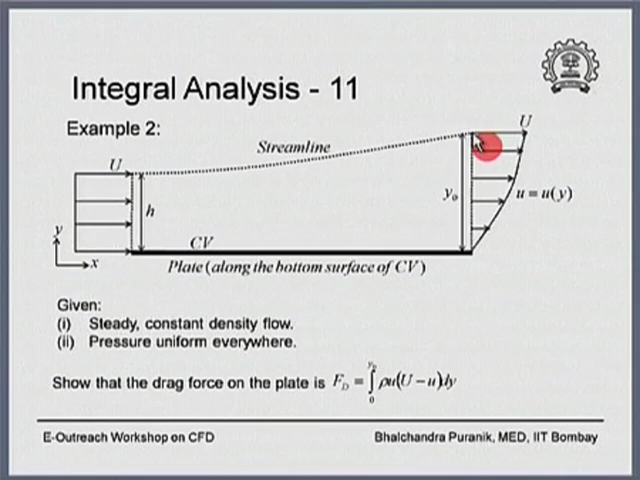 Integral Analysis - 11
Example 2:
U
Streamline
U
h
y₀
u = u(y)
y
x
CV
Plate (along the bottom surface of CV)
Given:
(i) Steady, constant density flow.
(ii) Pressure uniform everywhere.
Show that the drag force on the plate is F_D = ∫₀^{y₀} ρu(U − u)dy
E-Outreach Workshop on CFD
Bhalchandra Puranik, MED, IIT Bombay